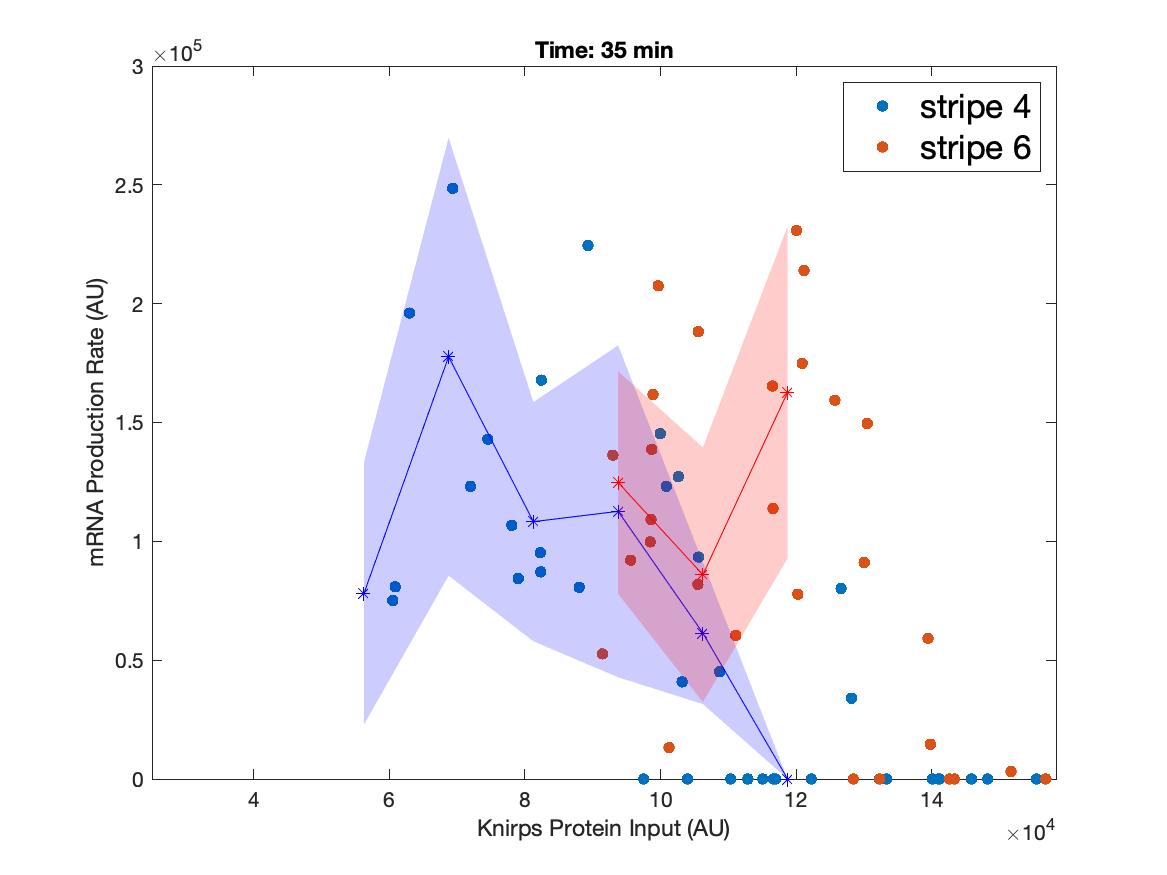 Time: 35 min
×10^5
3
2.5
2
1.5
1
0.5
0
mRNA Production Rate (AU)
stripe 4
stripe 6
4 6 8 10 12 14
×10^4
Knirps Protein Input (AU)